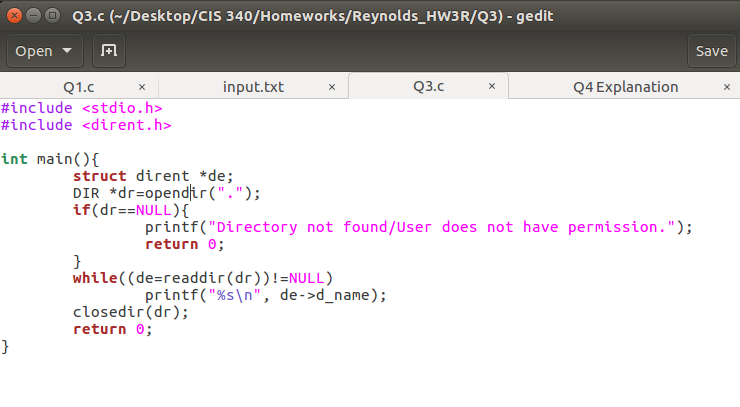 Q3.c (~/Desktop/CIS 340/Homeworks/Reynolds_HW3R/Q3) - gedit
Open Save
Q1.c × input.txt × Q3.c × Q4 Explanation ×
#include <stdio.h>
#include <dirent.h>

int main(){
        struct dirent *de;
        DIR *dr=opendir(".");
        if(dr==NULL){
                printf("Directory not found/User does not have permission.");
                return 0;
        }
        while((de=readdir(dr))!=NULL)
                printf("%s\n", de->d_name);
        closedir(dr);
        return 0;
}